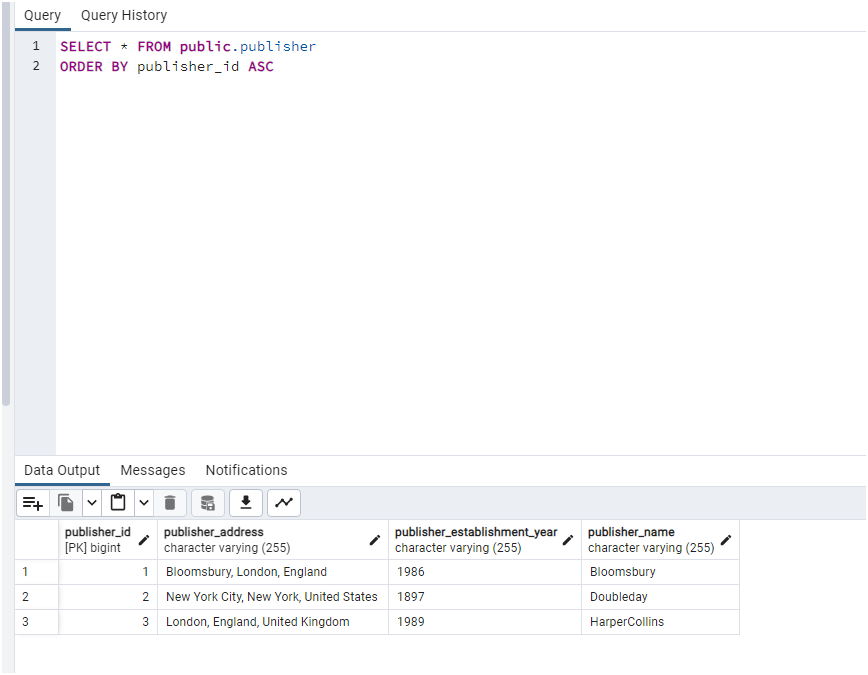 Query Query History
1 SELECT * FROM public.publisher
2 ORDER BY publisher_id ASC
Data Output Messages Notifications
publisher_id publisher_address publisher_establishment_year publisher_name
[PK] bigint character varying (255) character varying (255) character varying (255)
1 1 Bloomsbury, London, England 1986 Bloomsbury
2 2 New York City, New York, United States 1897 Doubleday
3 3 London, England, United Kingdom 1989 HarperCollins